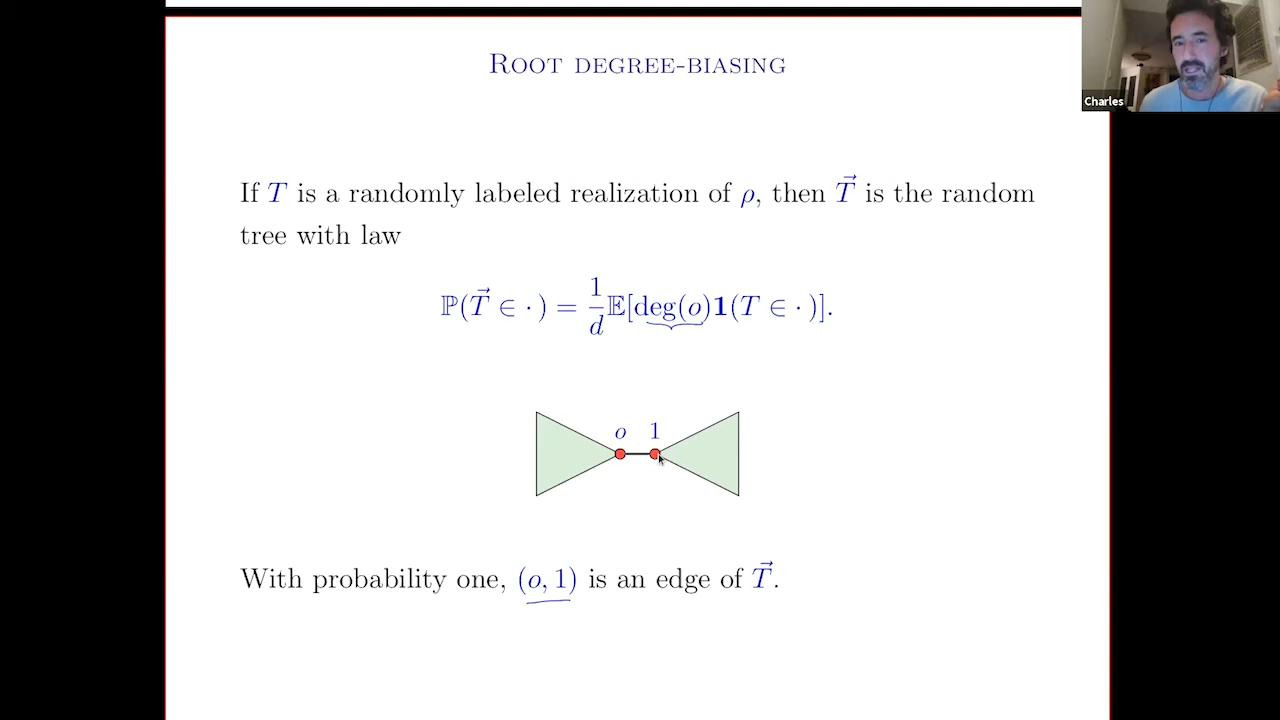 Root degree-biasing
Charles
If T is a randomly labeled realization of ρ, then T⃗ is the random
tree with law
ℙ(T⃗ ∈ ·) = 1/d 𝔼[deg(o)𝟏(T ∈ ·)].
o 1
With probability one, (o, 1) is an edge of T⃗.